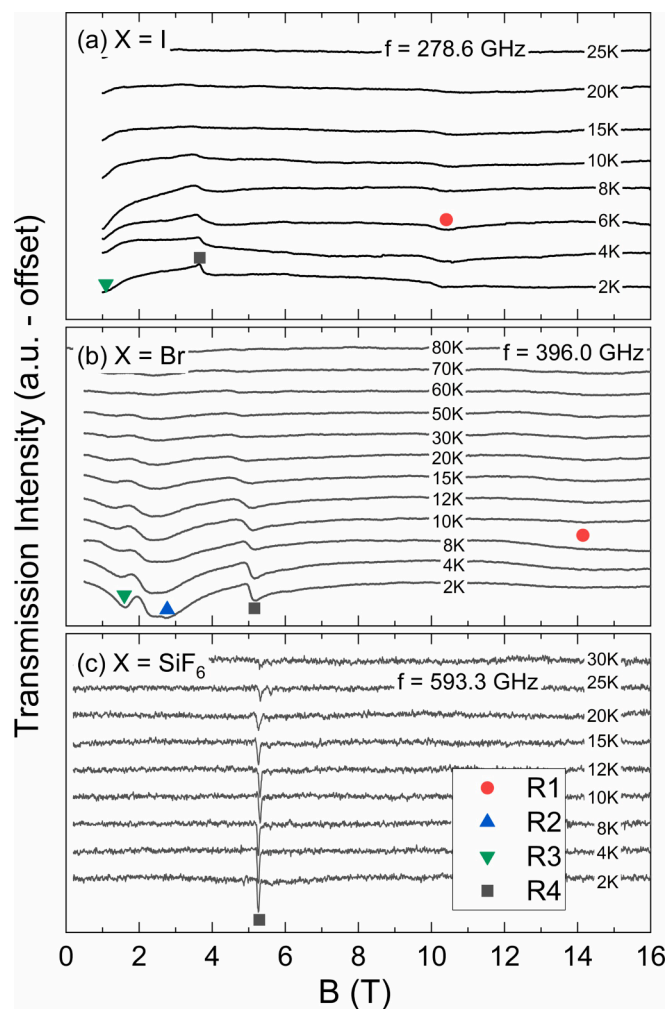 Transmission Intensity (a.u. - offset)
(a) X = I
f = 278.6 GHz
25K
20K
15K
10K
8K
6K
4K
2K
(b) X = Br
f = 396.0 GHz
80K
70K
60K
50K
30K
20K
15K
12K
10K
8K
4K
2K
(c) X = SiF₆
f = 593.3 GHz
30K
25K
20K
15K
12K
10K
8K
4K
2K
R1
R2
R3
R4
0 2 4 6 8 10 12 14 16
B (T)